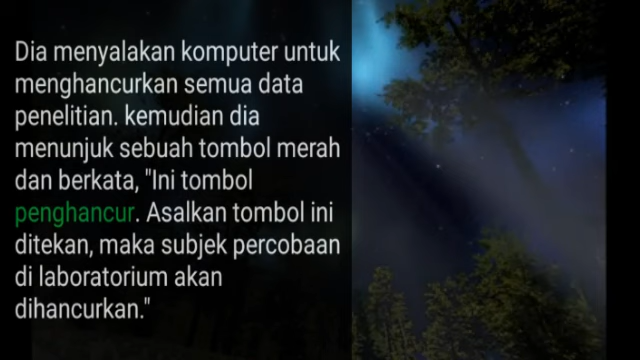 Dia menyalakan komputer untuk
menghancurkan semua data
penelitian. kemudian dia
menunjuk sebuah tombol merah
dan berkata, "Ini tombol
penghancur. Asalkan tombol ini
ditekan, maka subjek percobaan
di laboratorium akan
dihancurkan."